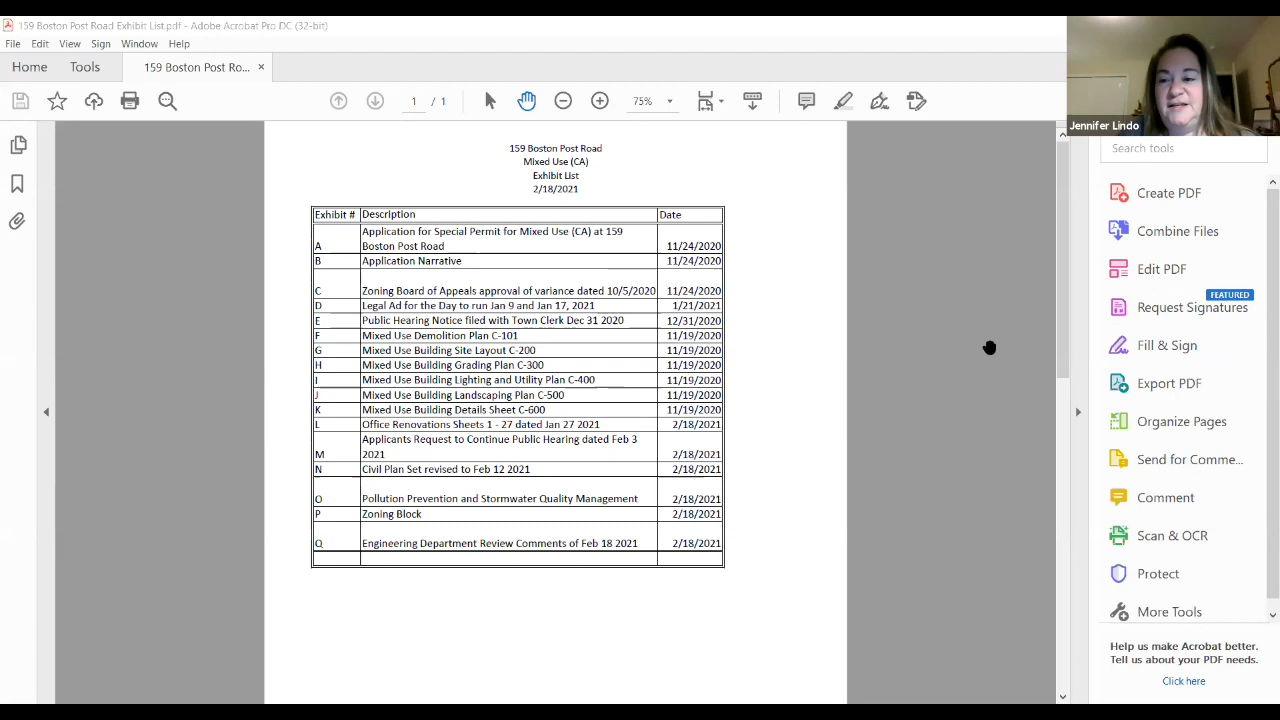 159 Boston Post Road Exhibit List.pdf - Adobe Acrobat Pro DC (32-bit)
File Edit View Sign Window Help
Home Tools 159 Boston Post Ro... ×
1 / 1 75%
Jennifer Lindo
Search tools
159 Boston Post Road
Mixed Use (CA)
Exhibit List
2/18/2021
Exhibit # Description Date
Application for Special Permit for Mixed Use (CA) at 159
A Boston Post Road 11/24/2020
B Application Narrative 11/24/2020
C Zoning Board of Appeals approval of variance dated 10/5/2020 11/24/2020
D Legal Ad for the Day to run Jan 9 and Jan 17, 2021 1/21/2021
E Public Hearing Notice filed with Town Clerk Dec 31 2020 12/31/2020
F Mixed Use Demolition Plan C-101 11/19/2020
G Mixed Use Building Site Layout C-200 11/19/2020
H Mixed Use Building Grading Plan C-300 11/19/2020
I Mixed Use Building Lighting and Utility Plan C-400 11/19/2020
J Mixed Use Building Landscaping Plan C-500 11/19/2020
K Mixed Use Building Details Sheet C-600 11/19/2020
L Office Renovations Sheets 1 - 27 dated Jan 27 2021 2/18/2021
Applicants Request to Continue Public Hearing dated Feb 3
M 2021 2/18/2021
N Civil Plan Set revised to Feb 12 2021 2/18/2021
O Pollution Prevention and Stormwater Quality Management 2/18/2021
P Zoning Block 2/18/2021
Q Engineering Department Review Comments of Feb 18 2021 2/18/2021
Create PDF
Combine Files
Edit PDF
FEATURED
Request Signatures
Fill & Sign
Export PDF
Organize Pages
Send for Comme...
Comment
Scan & OCR
Protect
More Tools
Help us make Acrobat better.
Tell us about your PDF needs.
Click here